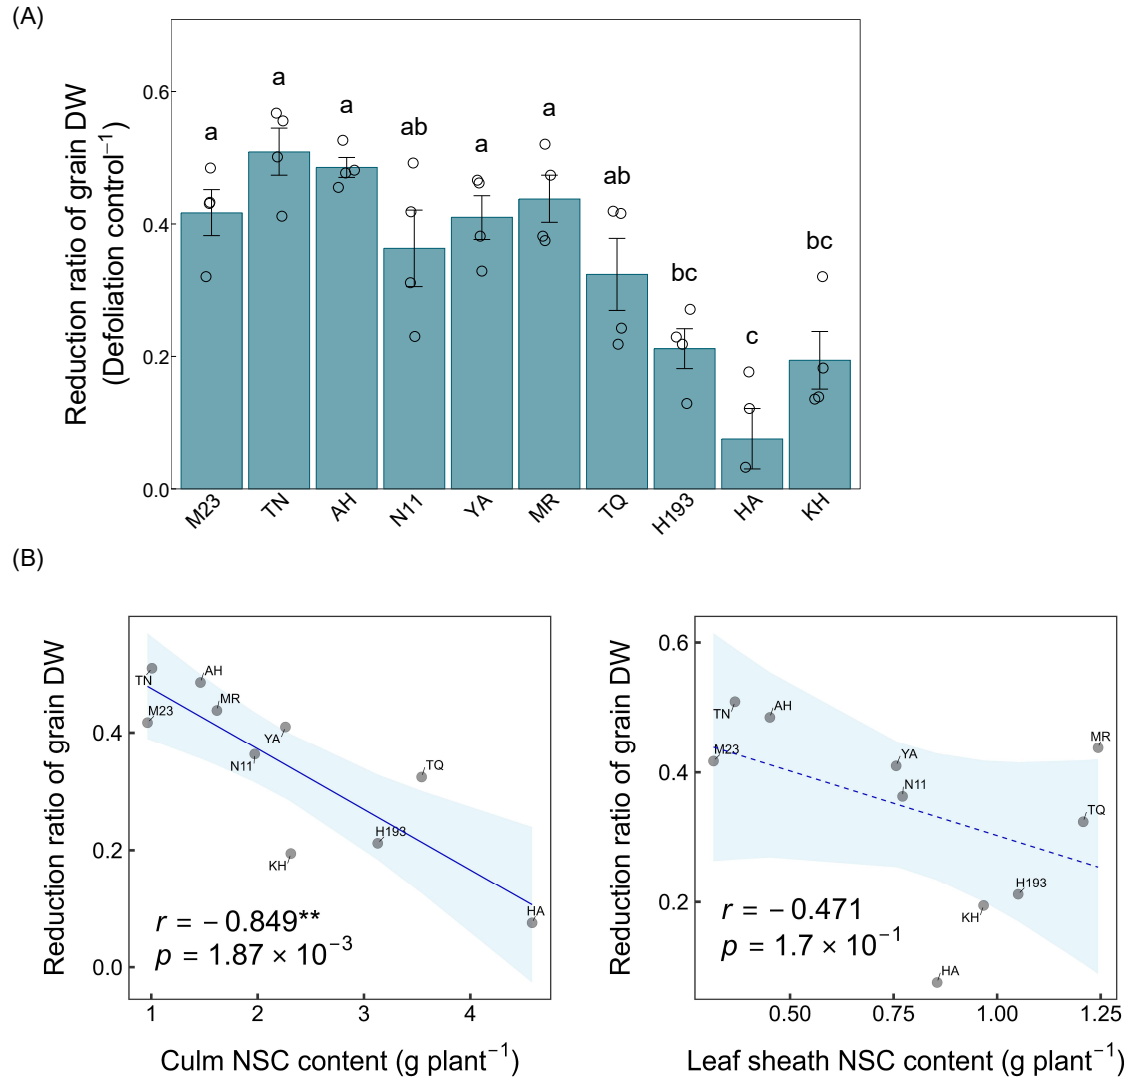 (A)
Reduction ratio of grain DW
(Defoliation control⁻¹)
0.6
0.4
0.2
0.0
a
a
a
ab
a
a
ab
bc
c
bc
M23
TN
AH
N11
YA
MR
TQ
H193
HA
KH
(B)
Reduction ratio of grain DW
0.4
0.2
0.0
TN
AH
M23
MR
YA
N11
TQ
H193
KH
HA
r = − 0.849**
p = 1.87 × 10⁻³
1
2
3
4
Culm NSC content (g plant⁻¹)
Reduction ratio of grain DW
0.6
0.4
0.2
TN
AH
M23
YA
N11
MR
TQ
H193
KH
HA
r = − 0.471
p = 1.7 × 10⁻¹
0.50
0.75
1.00
1.25
Leaf sheath NSC content (g plant⁻¹)